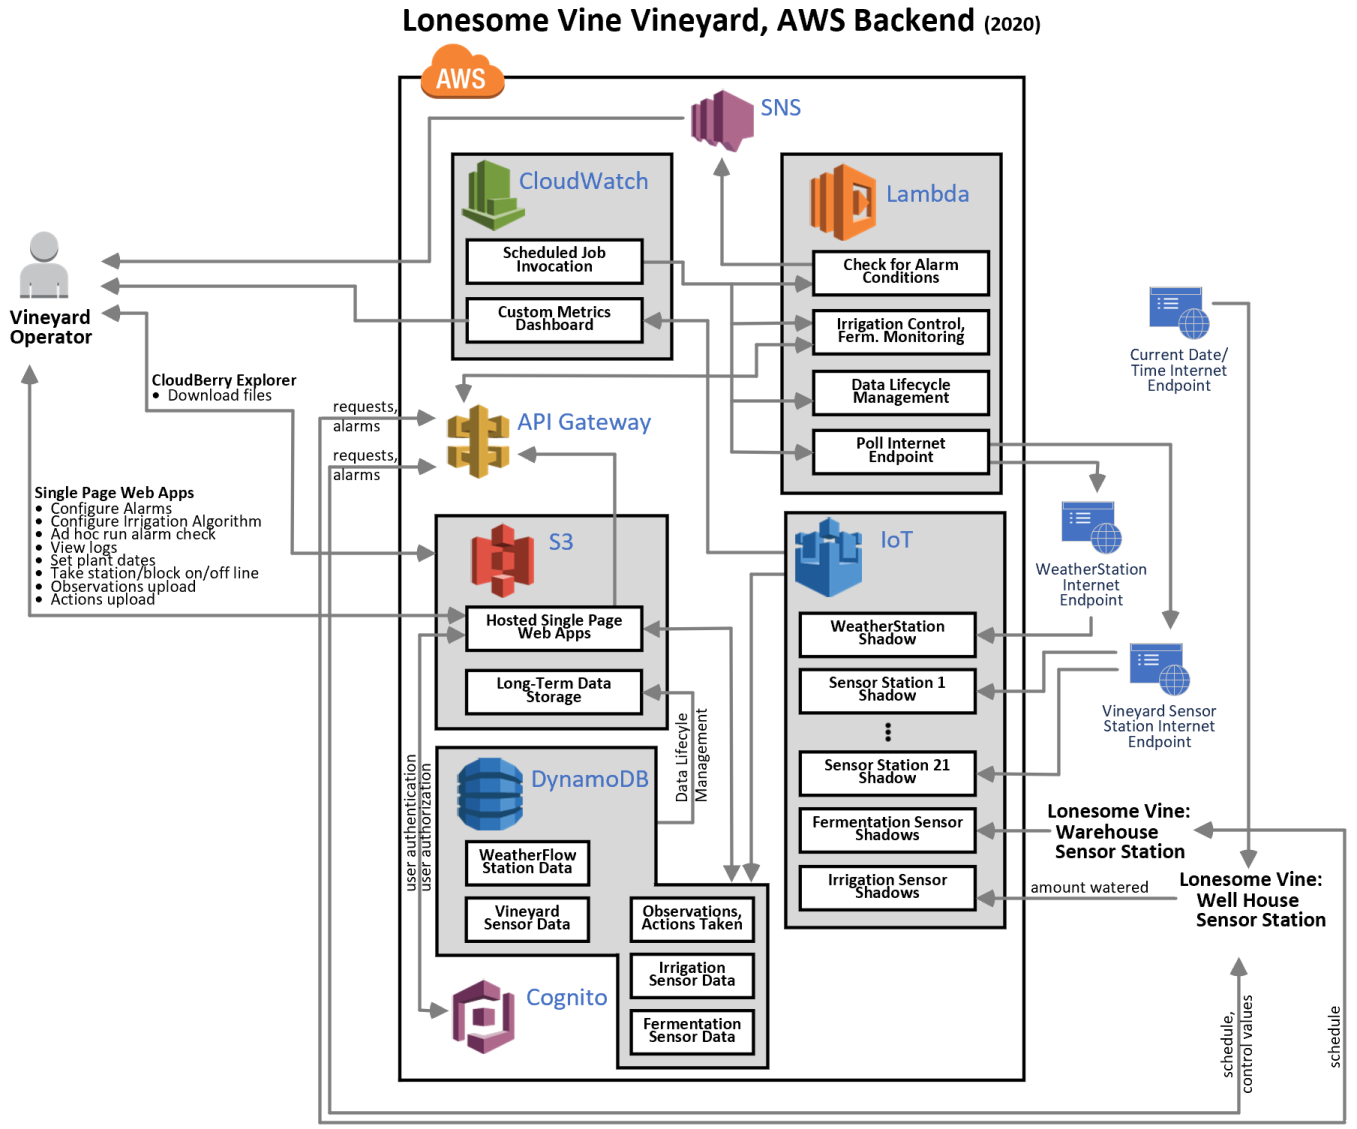 Lonesome Vine Vineyard, AWS Backend (2020)
AWS
SNS
CloudWatch
Scheduled Job
Invocation
Custom Metrics
Dashboard
Lambda
Check for Alarm
Conditions
Irrigation Control,
Ferm. Monitoring
Data Lifecycle
Management
Poll Internet
Endpoint
Vineyard
Operator
CloudBerry Explorer
• Download files
requests,
alarms
requests,
alarms
API Gateway
Single Page Web Apps
• Configure Alarms
• Configure Irrigation Algorithm
• Ad hoc run alarm check
• View logs
• Set plant dates
• Take station/block on/off line
• Observations upload
• Actions upload
S3
Hosted Single Page
Web Apps
Long-Term Data
Storage
Data Lifecyle
Management
user authentication
user authorization
DynamoDB
WeatherFlow
Station Data
Vineyard
Sensor Data
Observations,
Actions Taken
Irrigation
Sensor Data
Fermentation
Sensor Data
Cognito
IoT
WeatherStation
Shadow
Sensor Station 1
Shadow
Sensor Station 21
Shadow
Fermentation Sensor
Shadows
Irrigation Sensor
Shadows
Current Date/
Time Internet
Endpoint
WeatherStation
Internet
Endpoint
Vineyard Sensor
Station Internet
Endpoint
Lonesome Vine:
Warehouse
Sensor Station
amount watered
Lonesome Vine:
Well House
Sensor Station
schedule,
control values
schedule